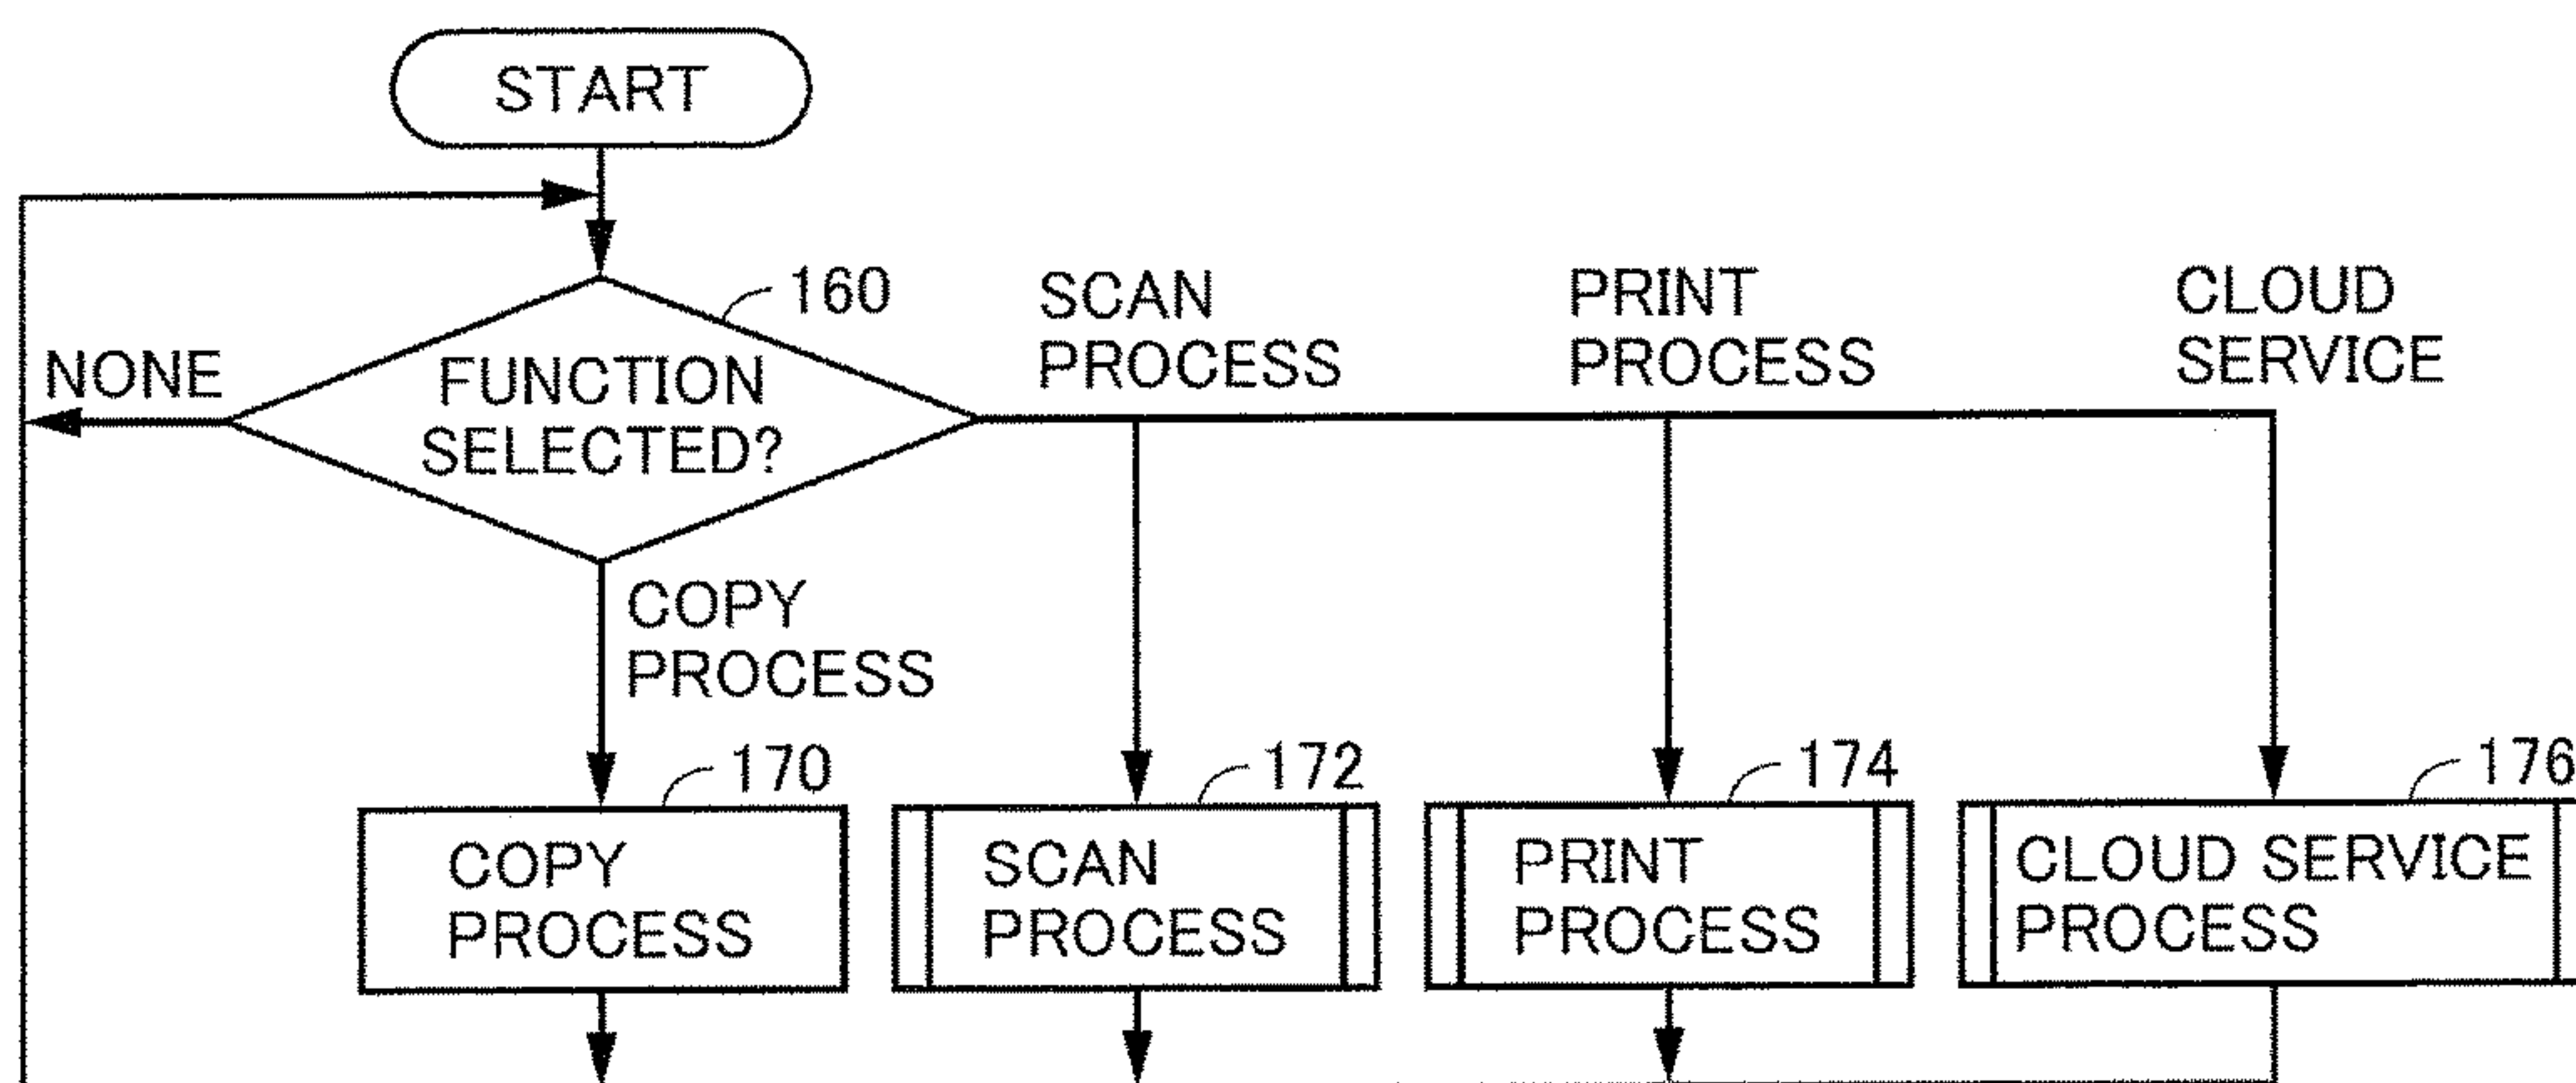 START
160
NONE
FUNCTION
SELECTED?
SCAN
PROCESS
PRINT
PROCESS
CLOUD
SERVICE
COPY
PROCESS
170
172
174
176
COPY
PROCESS
SCAN
PROCESS
PRINT
PROCESS
CLOUD SERVICE
PROCESS